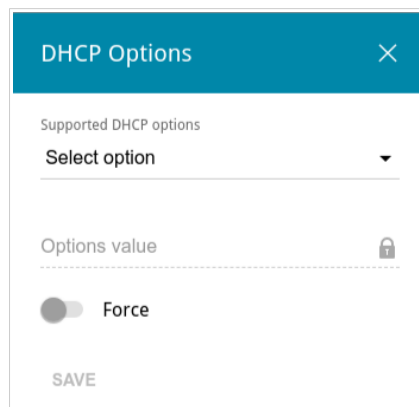 DHCP Options
Supported DHCP options
Select option
Options value
Force
SAVE